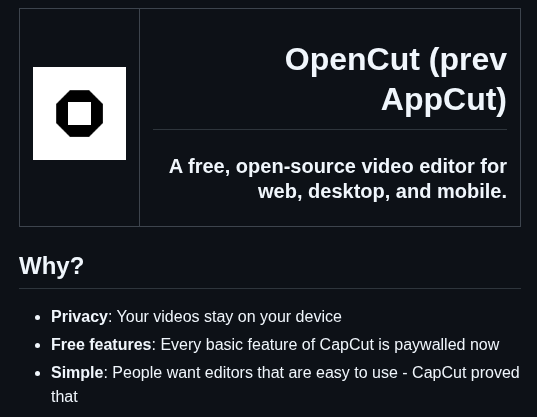 OpenCut (prev
AppCut)
A free, open-source video editor for
web, desktop, and mobile.
Why?
• Privacy: Your videos stay on your device
• Free features: Every basic feature of CapCut is paywalled now
• Simple: People want editors that are easy to use - CapCut proved
that